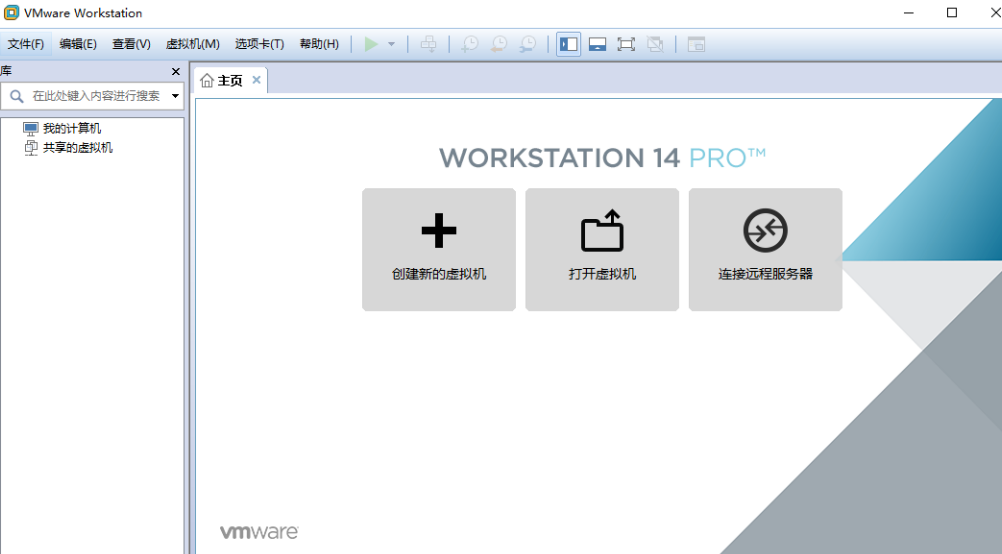 VMware Workstation
文件(F) 编辑(E) 查看(V) 虚拟机(M) 选项卡(T) 帮助(H)
库
主页
在此处键入内容进行搜索
我的计算机
共享的虚拟机
WORKSTATION 14 PRO™
创建新的虚拟机 打开虚拟机 连接远程服务器
vmware